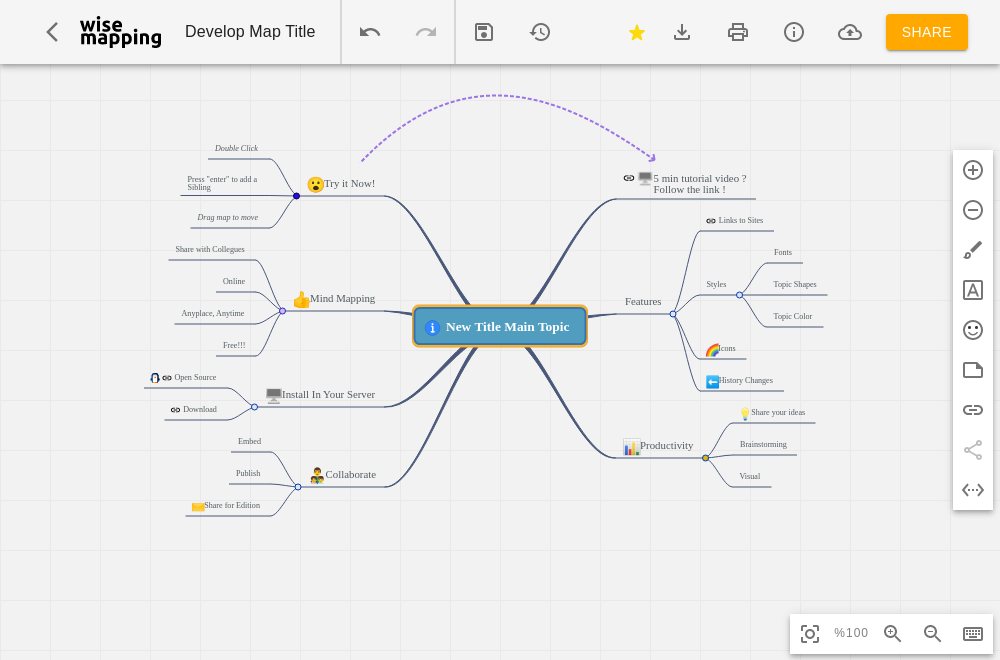 wise
mapping
Develop Map Title
SHARE
Double Click
Press "enter" to add a
Sibling
Drag map to move
Try it Now!
Share with Collegues
Online
Anyplace, Anytime
Free!!!
Mind Mapping
Open Source
Download
Install In Your Server
Embed
Publish
Share for Edition
Collaborate
New Title Main Topic
5 min tutorial video ?
Follow the link !
Features
Links to Sites
Styles
Fonts
Topic Shapes
Topic Color
Icons
History Changes
Productivity
Share your ideas
Brainstorming
Visual
%100